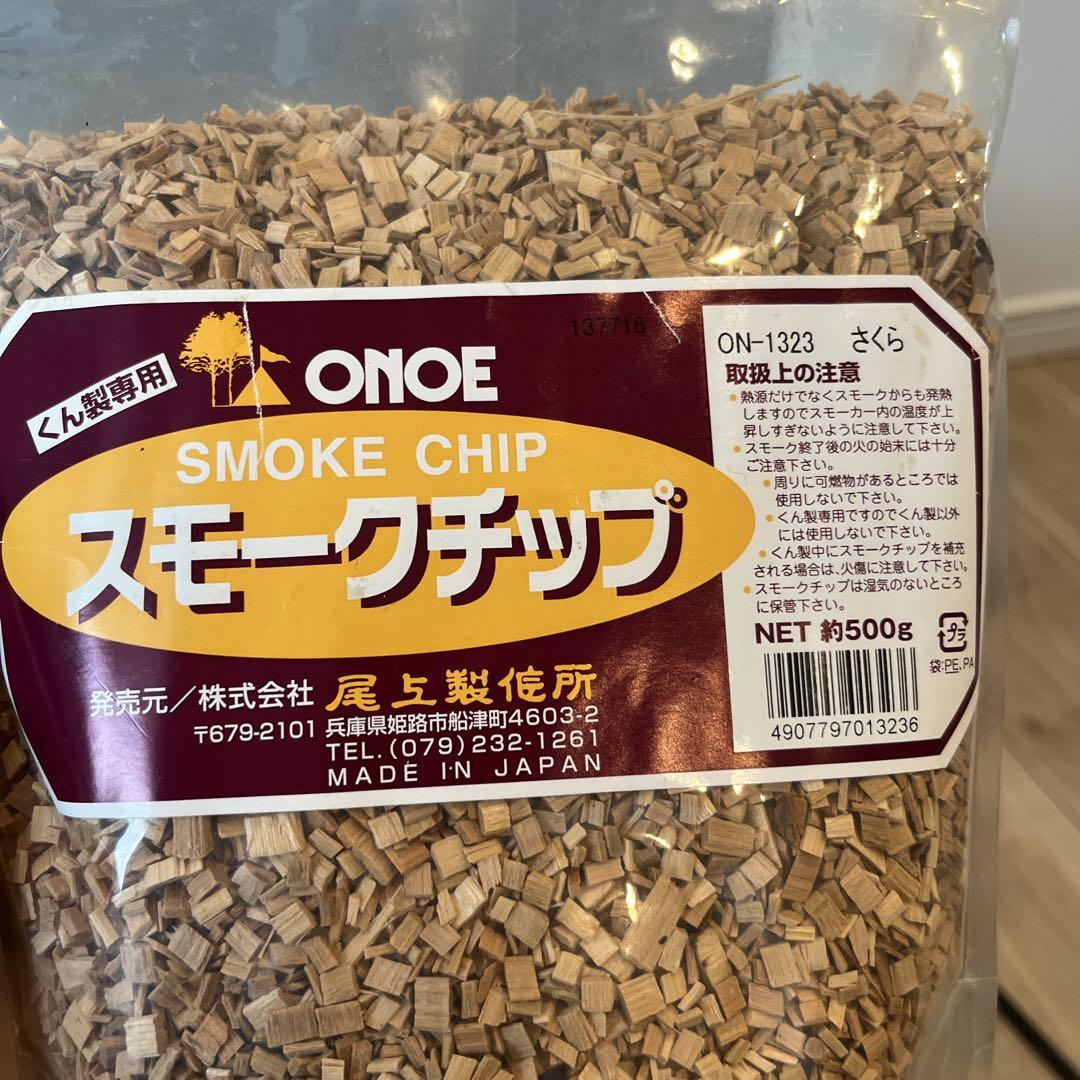 くん製専用
ONOE
137716
SMOKE CHIP
スモークチップ
発売元／株式会社 尾上製作所
〒679-2101 兵庫県姫路市船津町4603-2
TEL.(079)232-1261
MADE IN JAPAN
ON-1323 さくら
取扱上の注意
●熱源だけでなくスモークからも発熱
しますのでスモーカー内の温度が上
昇しすぎないように注意して下さい。
●スモーク終了後の火の始末には十分
ご注意下さい。
●周りに可燃物があるところでは
使用しないで下さい。
●くん製専用ですのでくん製以外
には使用しないで下さい。
●くん製中にスモークチップを補充
される場合は、火傷に注意して下さい。
●スモークチップは湿気のないところ
に保管下さい。
NET 約500g
プラ
袋:PE、PA
4907797013236